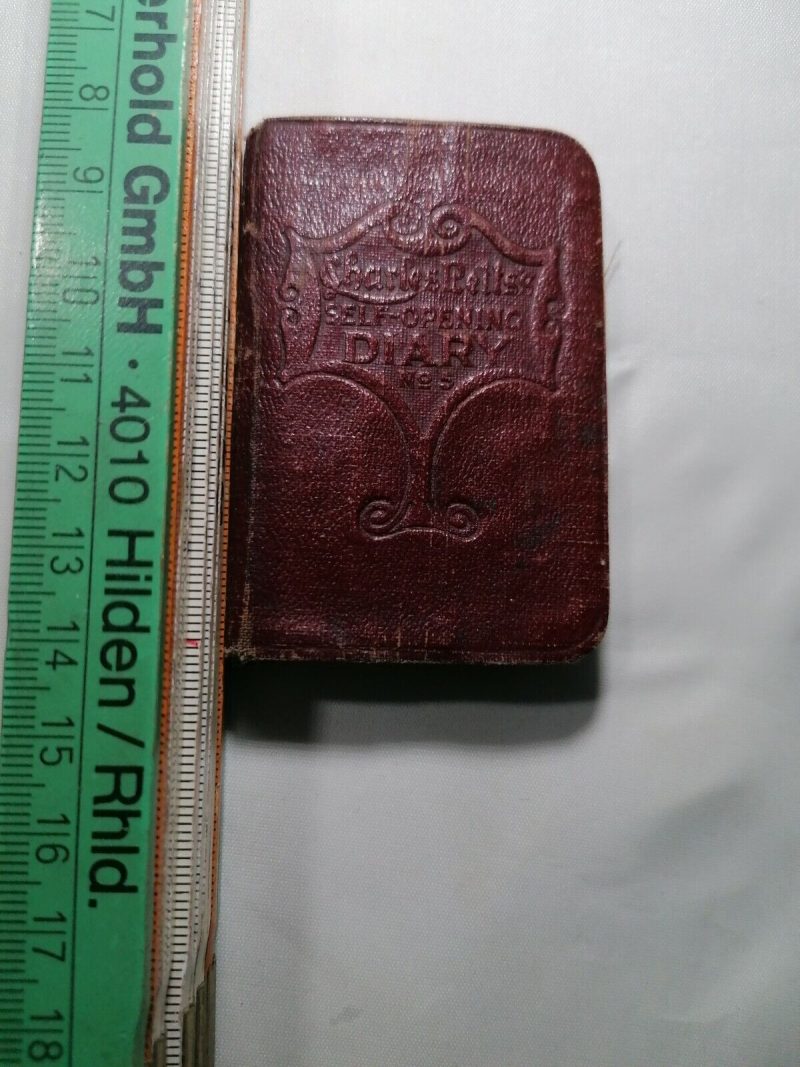 7
8
9
10
11
12
13
14
15
16
17
18
erhold GmbH · 4010 Hilden / Rhld.
Charles Letts's
SELF-OPENING
DIARY
No 5